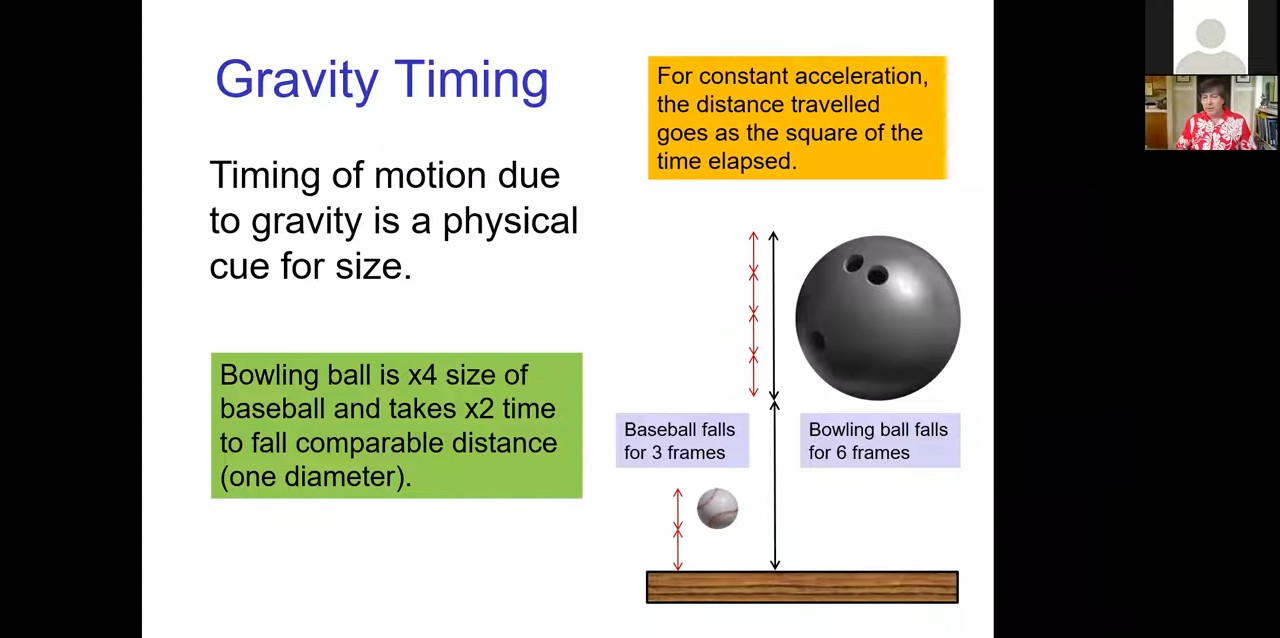 Gravity Timing
For constant acceleration,
the distance travelled
goes as the square of the
time elapsed.
Timing of motion due
to gravity is a physical
cue for size.
Bowling ball is x4 size of
baseball and takes x2 time
to fall comparable distance
(one diameter).
Baseball falls
for 3 frames
Bowling ball falls
for 6 frames